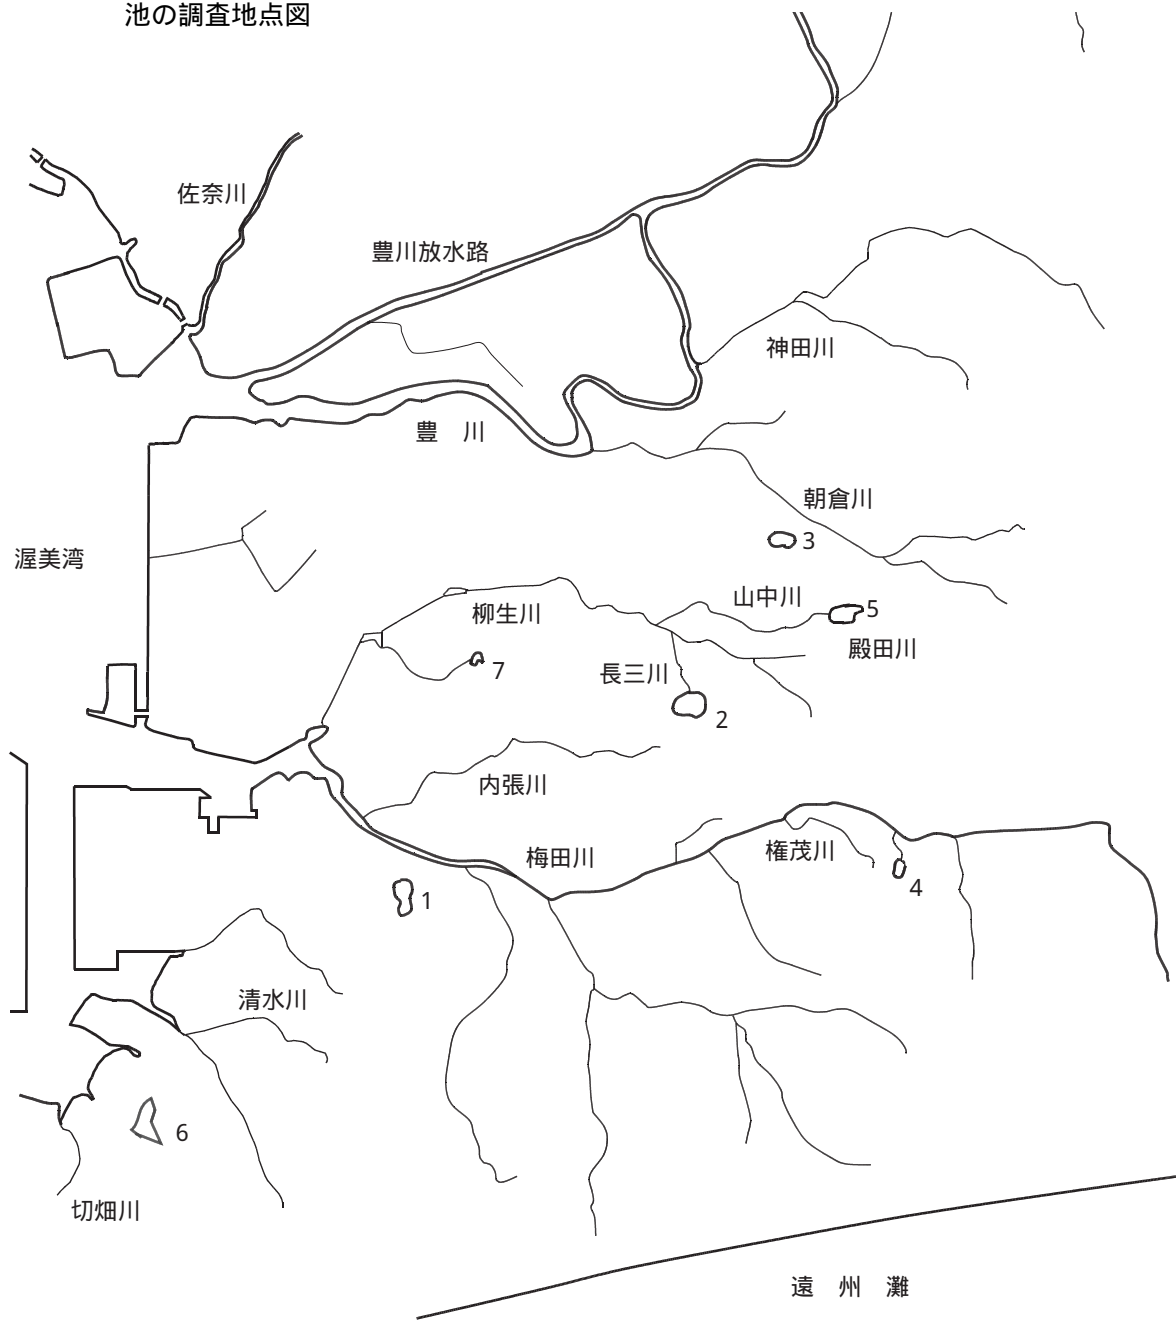 池の調査地点図
佐奈川
豊川放水路
神田川
豊　川
朝倉川
3
渥美湾
山中川
5
柳生川
殿田川
7
長三川
2
内張川
梅田川
権茂川
4
1
清水川
6
切畑川
遠　州　灘